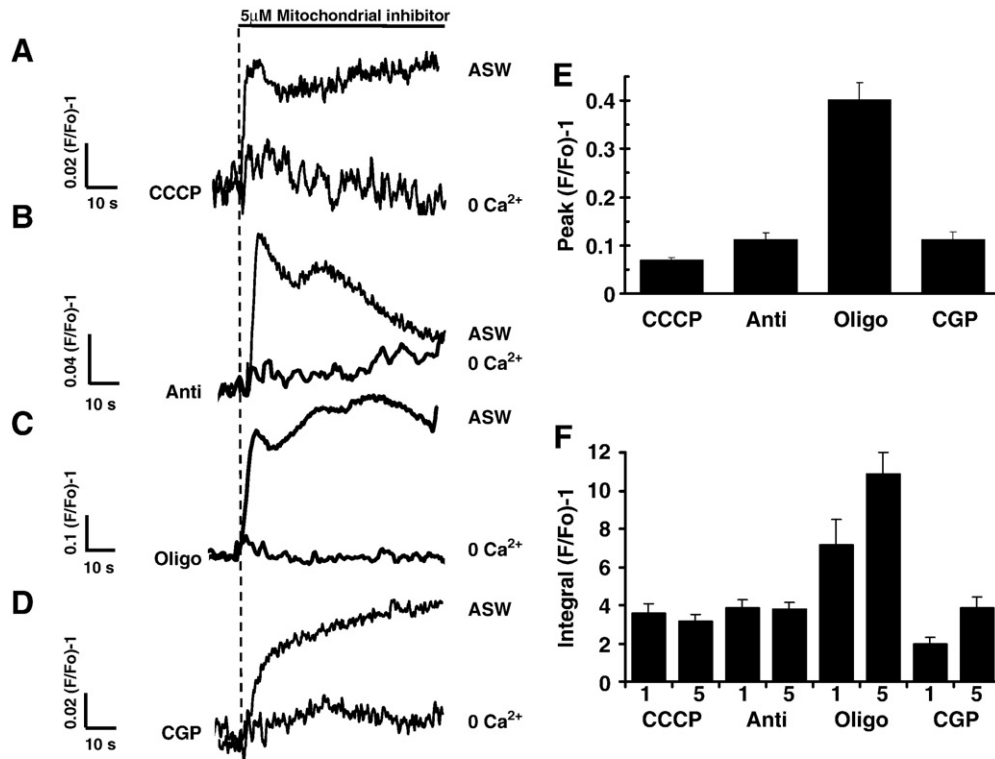 5μM Mitochondrial inhibitor
A
ASW
0.02 (F/Fo)-1
10 s
CCCP
0 Ca²⁺
B
0.04 (F/Fo)-1
10 s
ASW
0 Ca²⁺
Anti
C
ASW
0.1 (F/Fo)-1
10 s
Oligo
0 Ca²⁺
D
ASW
0.02 (F/Fo)-1
10 s
CGP
0 Ca²⁺
E
Peak (F/Fo)-1
0.4
0.3
0.2
0.1
0
CCCP Anti Oligo CGP
F
Integral (F/Fo)-1
12
10
8
6
4
2
0
1 5 1 5 1 5 1 5
CCCP Anti Oligo CGP